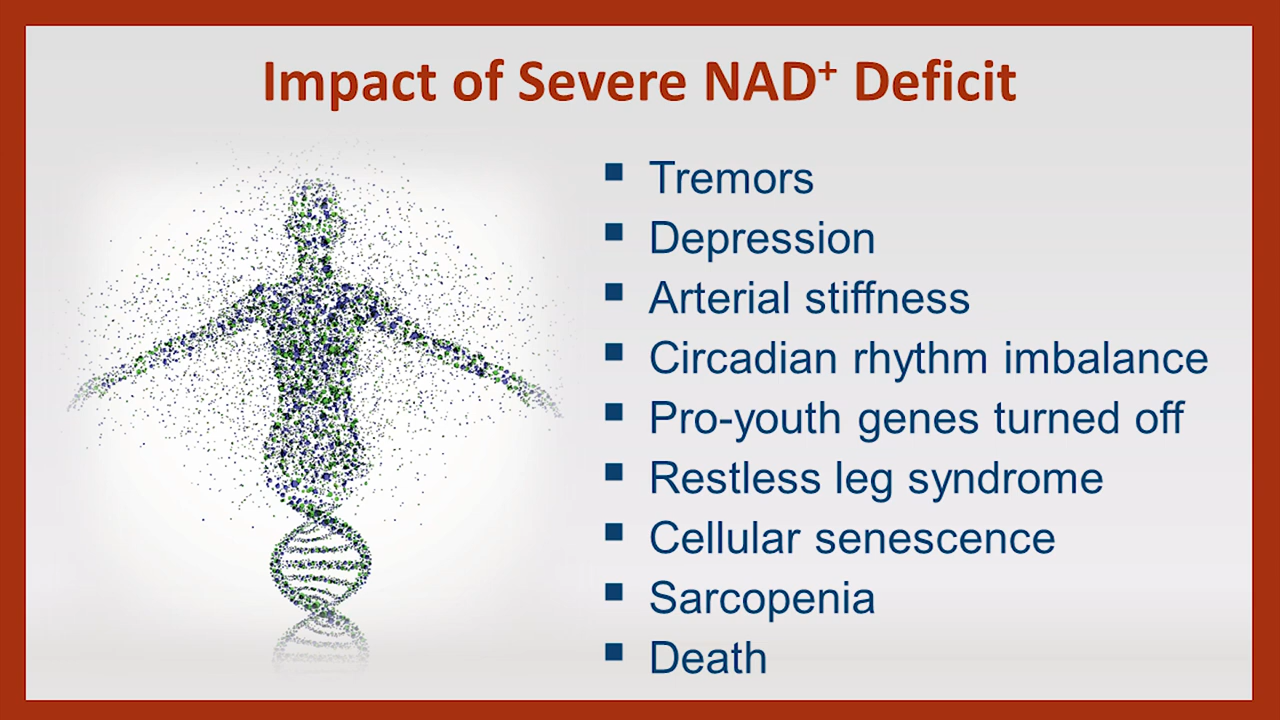 Impact of Severe NAD⁺ Deficit
▪ Tremors
▪ Depression
▪ Arterial stiffness
▪ Circadian rhythm imbalance
▪ Pro-youth genes turned off
▪ Restless leg syndrome
▪ Cellular senescence
▪ Sarcopenia
▪ Death